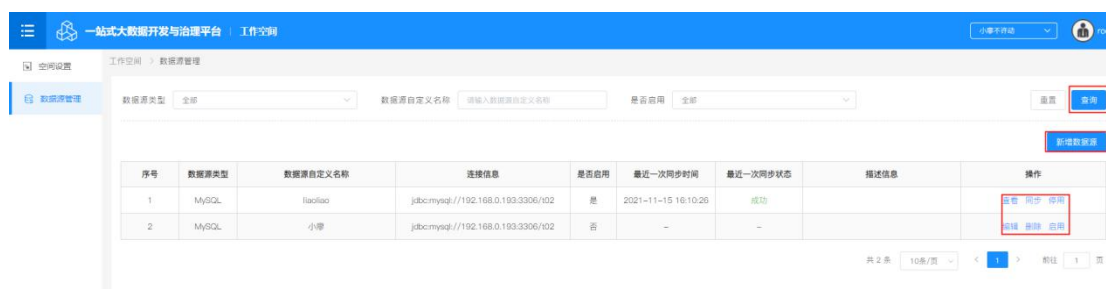 一站式大数据开发与治理平台 | 工作空间 小廖不许动 ro
空间设置
数据源管理
工作空间 > 数据源管理
数据源类型 全部 数据源自定义名称 请输入数据源自定义名称 是否启用 全部 重置 查询
新增数据源
序号 数据源类型 数据源自定义名称 连接信息 是否启用 最近一次同步时间 最近一次同步状态 描述信息 操作
1 MySQL liaoliao jdbc:mysql://192.168.0.193:3306/t02 是 2021-11-15 16:10:26 成功 查看 同步 停用
2 MySQL 小廖 jdbc:mysql://192.168.0.193:3306/t02 否 - - 编辑 删除 启用
共 2 条 10条/页 < 1 > 前往 1 页